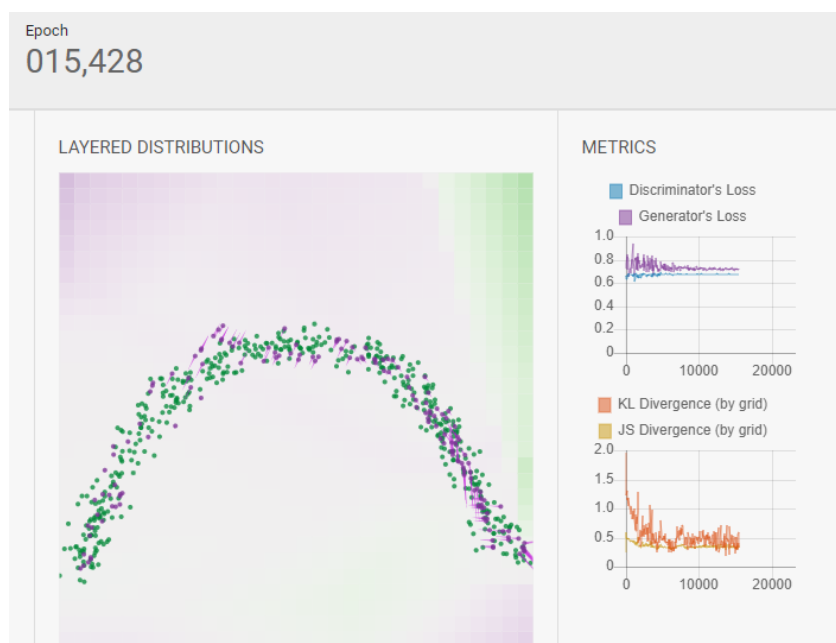 Epoch
015,428
LAYERED DISTRIBUTIONS
METRICS
Discriminator's Loss
Generator's Loss
1.0
0.8
0.6
0.4
0.2
0
0 10000 20000
KL Divergence (by grid)
JS Divergence (by grid)
2.0
1.5
1.0
0.5
0
0 10000 20000